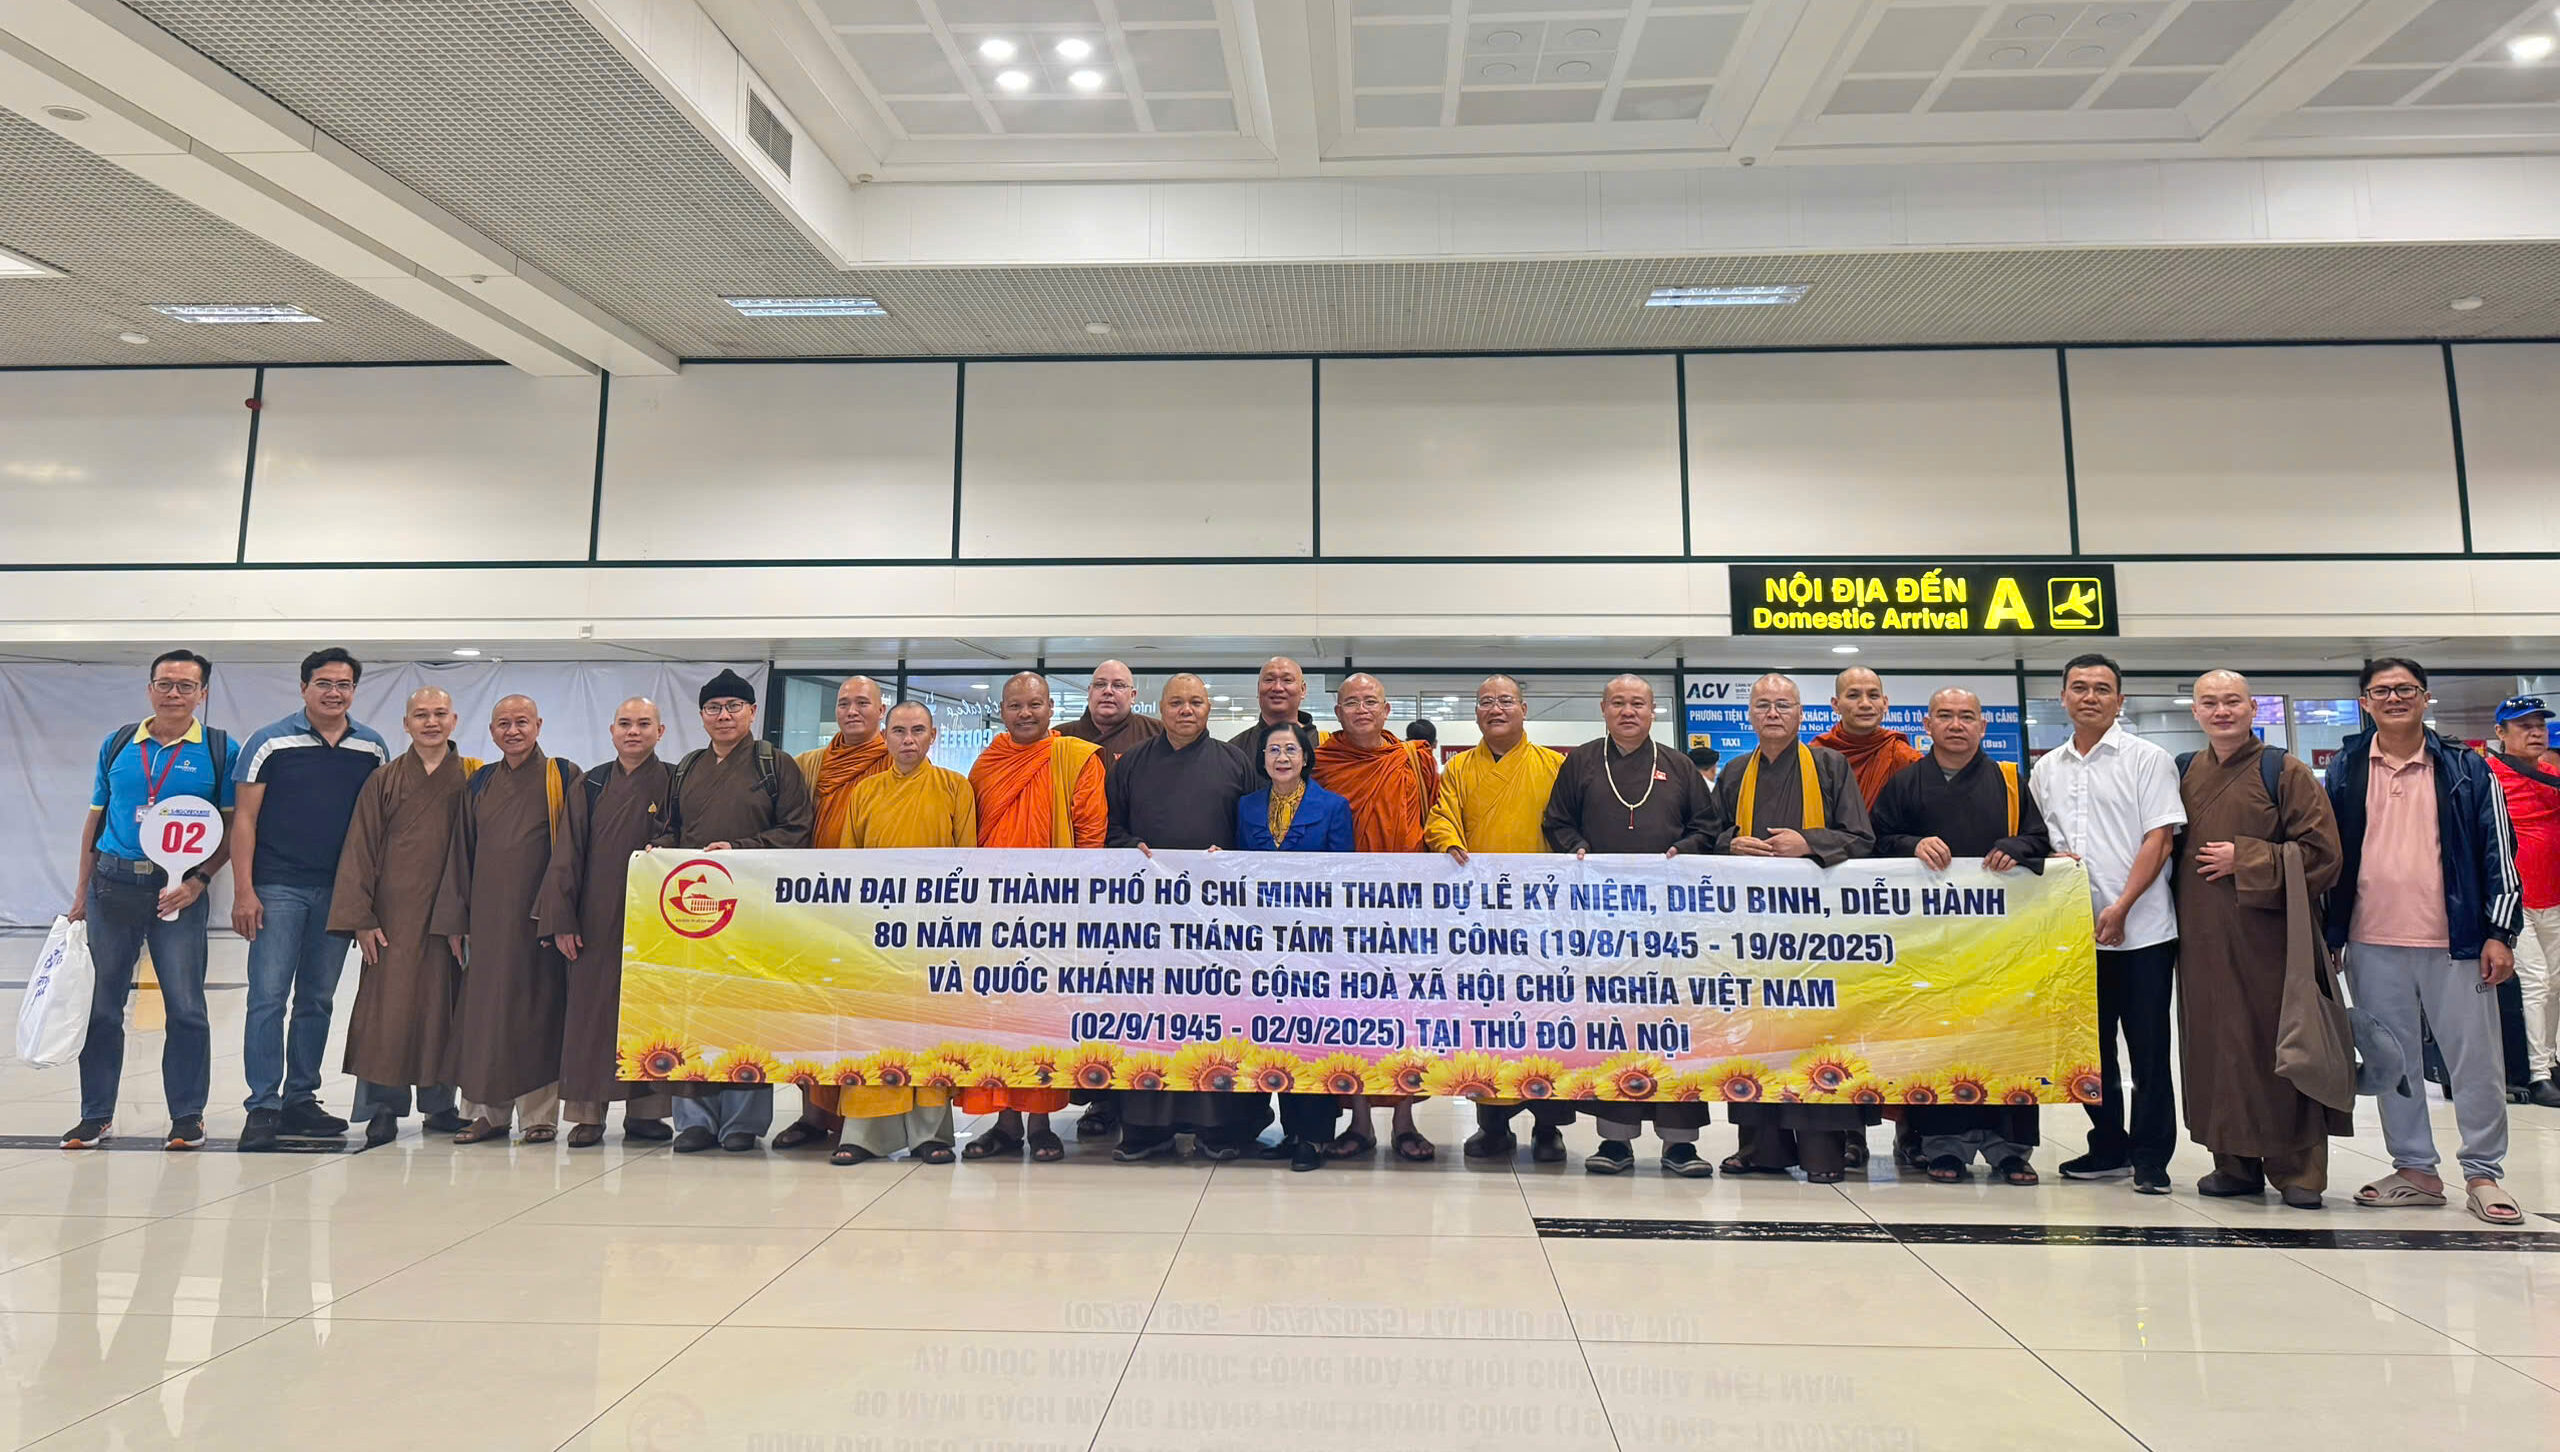 NỘI ĐỊA ĐẾN
Domestic Arrival
A
ACV
TAXI
(Bus)
COFFEE
SAIGONTOURIST
02
ĐOÀN ĐẠI BIỂU THÀNH PHỐ HỒ CHÍ MINH THAM DỰ LỄ KỶ NIỆM, DIỄU BINH, DIỄU HÀNH
80 NĂM CÁCH MẠNG THÁNG TÁM THÀNH CÔNG (19/8/1945 - 19/8/2025)
VÀ QUỐC KHÁNH NƯỚC CỘNG HOÀ XÃ HỘI CHỦ NGHĨA VIỆT NAM
(02/9/1945 - 02/9/2025) TẠI THỦ ĐÔ HÀ NỘI